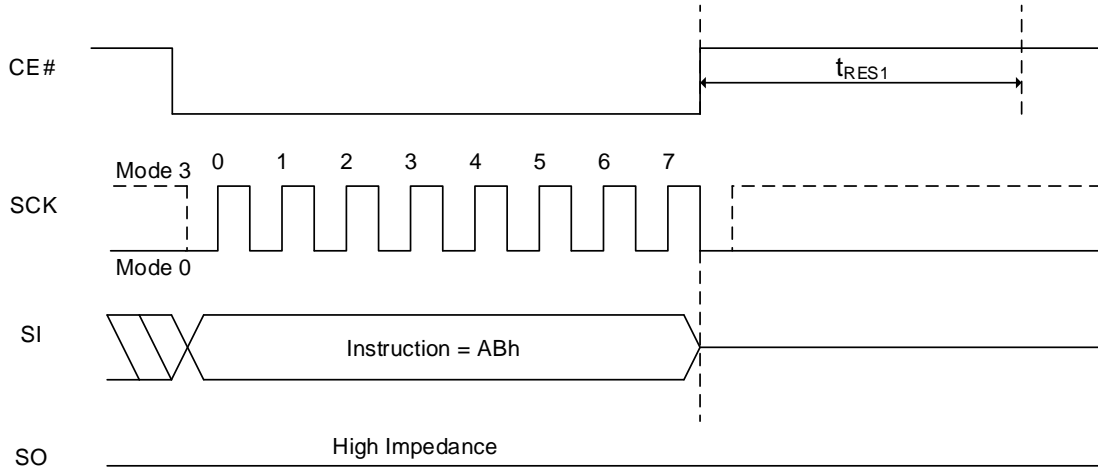 CE#
tRES1
Mode 3 0 1 2 3 4 5 6 7
SCK
Mode 0
SI
Instruction = ABh
High Impedance
SO